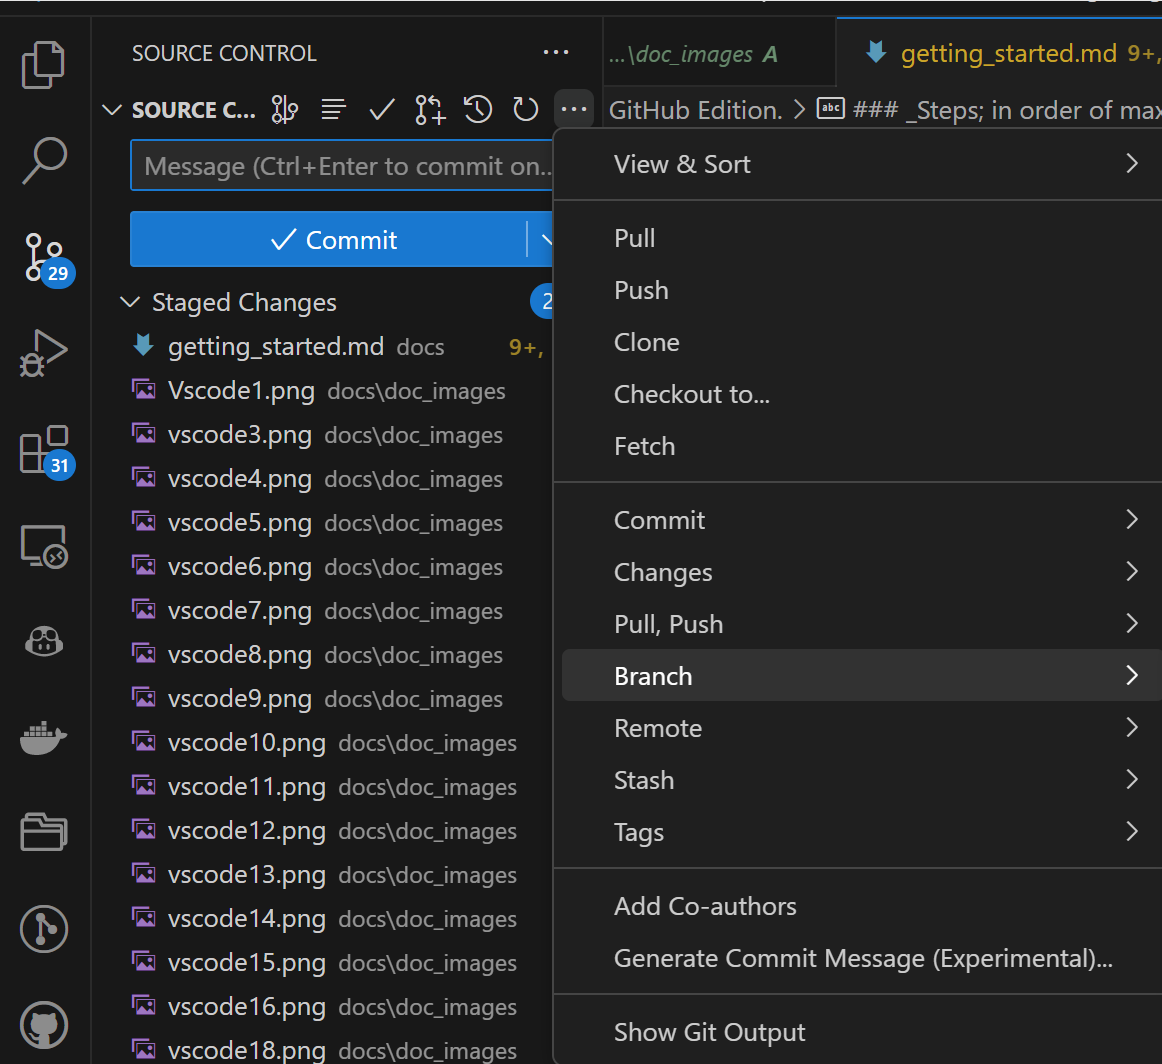 SOURCE CONTROL
...\doc_images A
getting_started.md 9+,
SOURCE C...
GitHub Edition. > abc ### _Steps; in order of max
Message (Ctrl+Enter to commit on...
Commit
Staged Changes 2
getting_started.md docs 9+,
Vscode1.png docs\doc_images
vscode3.png docs\doc_images
vscode4.png docs\doc_images
vscode5.png docs\doc_images
vscode6.png docs\doc_images
vscode7.png docs\doc_images
vscode8.png docs\doc_images
vscode9.png docs\doc_images
vscode10.png docs\doc_images
vscode11.png docs\doc_images
vscode12.png docs\doc_images
vscode13.png docs\doc_images
vscode14.png docs\doc_images
vscode15.png docs\doc_images
vscode16.png docs\doc_images
vscode18.png docs\doc_images
29
31
View & Sort
Pull
Push
Clone
Checkout to...
Fetch
Commit
Changes
Pull, Push
Branch
Remote
Stash
Tags
Add Co-authors
Generate Commit Message (Experimental)...
Show Git Output